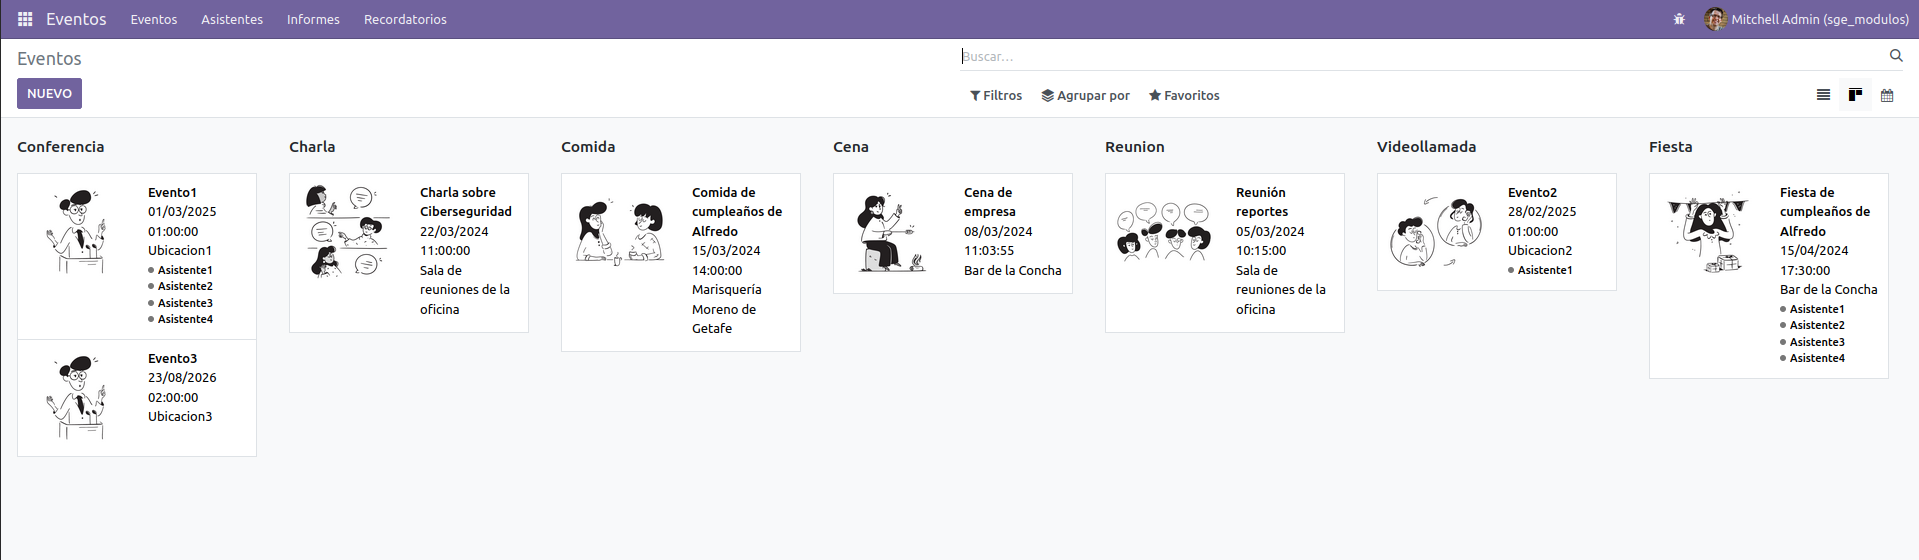 Eventos Eventos Asistentes Informes Recordatorios Mitchell Admin (sge_modulos)
Eventos
Buscar...
NUEVO
Filtros Agrupar por Favoritos
Conferencia
Evento1
01/03/2025
01:00:00
Ubicacion1
Asistente1
Asistente2
Asistente3
Asistente4
Evento3
23/08/2026
02:00:00
Ubicacion3
Charla
Charla sobre
Ciberseguridad
22/03/2024
11:00:00
Sala de
reuniones de la
oficina
Comida
Comida de
cumpleaños de
Alfredo
15/03/2024
14:00:00
Marisquería
Moreno de
Getafe
Cena
Cena de
empresa
08/03/2024
11:03:55
Bar de la Concha
Reunion
Reunión
reportes
05/03/2024
10:15:00
Sala de
reuniones de la
oficina
Videollamada
Evento2
28/02/2025
01:00:00
Ubicacion2
Asistente1
Fiesta
Fiesta de
cumpleaños de
Alfredo
15/04/2024
17:30:00
Bar de la Concha
Asistente1
Asistente2
Asistente3
Asistente4